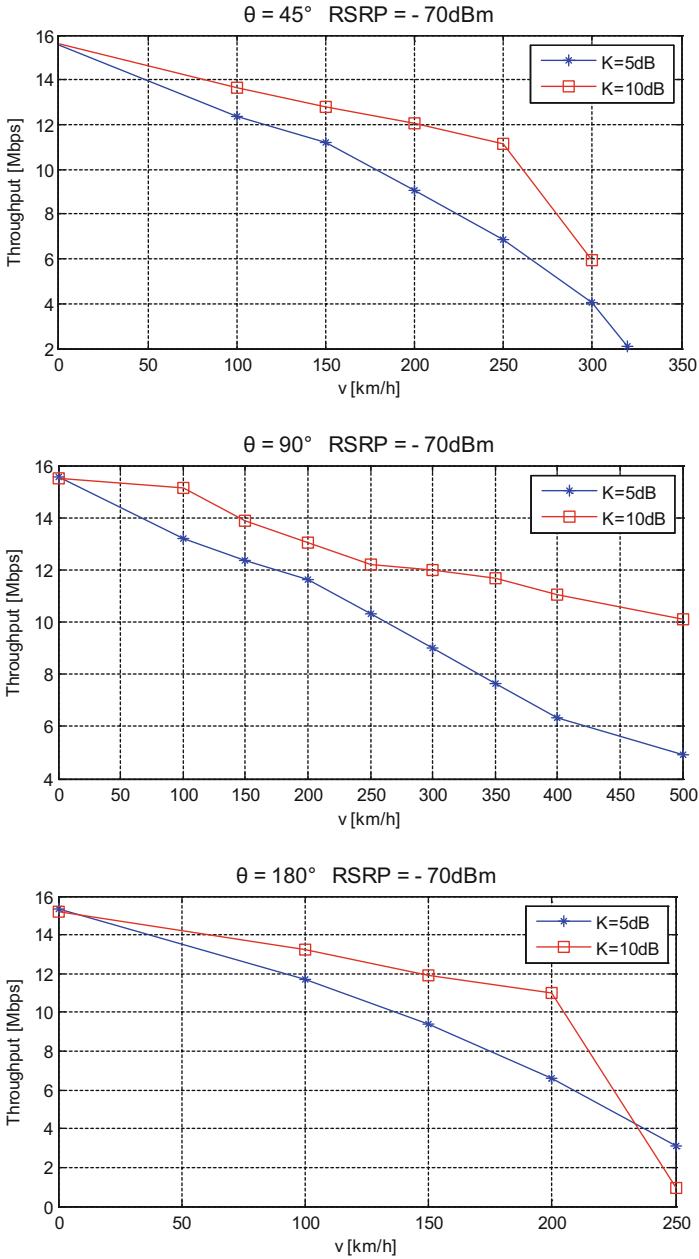 θ = 45° RSRP = - 70dBm
16
14
12
10
8
6
4
2
Throughput [Mbps]
K=5dB
K=10dB
0 50 100 150 200 250 300 350
v [km/h]
θ = 90° RSRP = - 70dBm
16
14
12
10
8
6
4
Throughput [Mbps]
K=5dB
K=10dB
0 50 100 150 200 250 300 350 400 450 500
v [km/h]
θ = 180° RSRP = - 70dBm
16
14
12
10
8
6
4
2
0
Throughput [Mbps]
K=5dB
K=10dB
0 50 100 150 200 250
v [km/h]